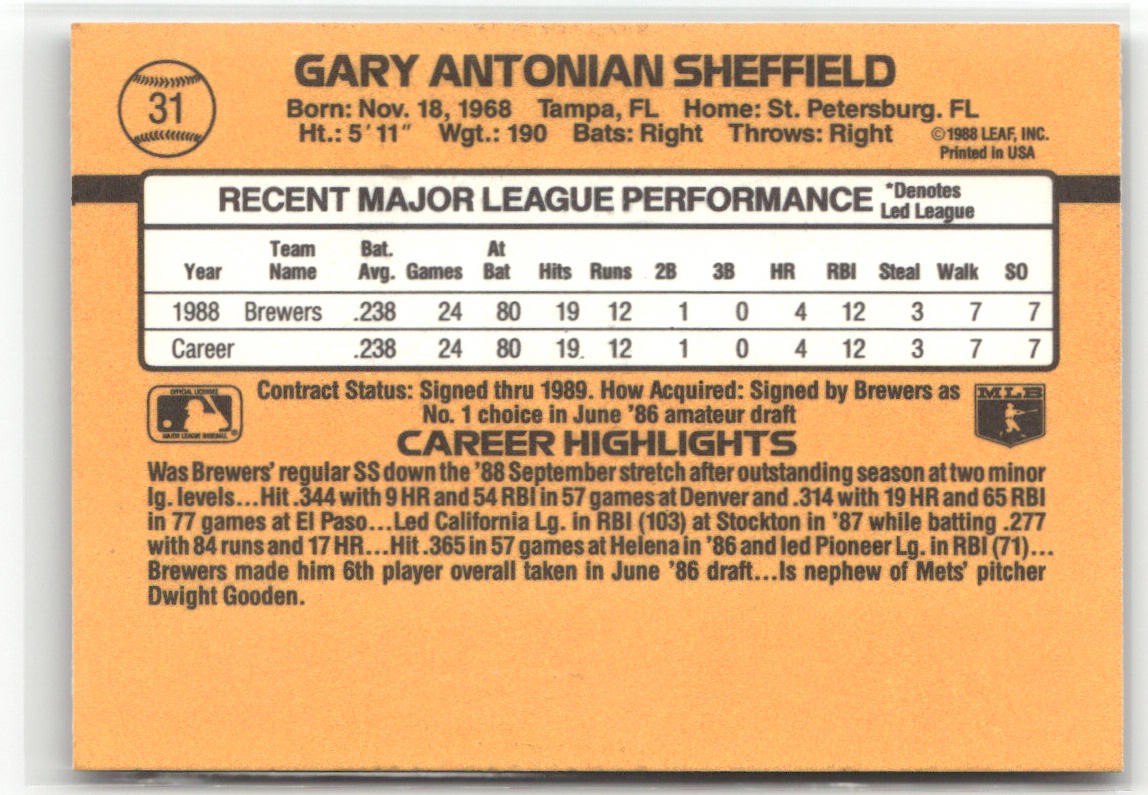 31
GARY ANTONIAN SHEFFIELD
Born: Nov. 18, 1968 Tampa, FL Home: St. Petersburg. FL
Ht.: 5'11" Wgt.: 190 Bats: Right Throws: Right ©1988 LEAF, INC.
Printed in USA
RECENT MAJOR LEAGUE PERFORMANCE *Denotes
Led League
Team Bat. At
Year Name Avg. Games Bat Hits Runs 2B 3B HR RBI Steal Walk SO
1988 Brewers .238 24 80 19 12 1 0 4 12 3 7 7
Career .238 24 80 19 12 1 0 4 12 3 7 7
OFFICIAL LICENSEE
MAJOR LEAGUE BASEBALL ®
MLB
Contract Status: Signed thru 1989. How Acquired: Signed by Brewers as
No. 1 choice in June '86 amateur draft
CAREER HIGHLIGHTS
Was Brewers' regular SS down the '88 September stretch after outstanding season at two minor
lg. levels...Hit .344 with 9 HR and 54 RBI in 57 games at Denver and .314 with 19 HR and 65 RBI
in 77 games at El Paso...Led California Lg. in RBI (103) at Stockton in '87 while batting .277
with 84 runs and 17 HR...Hit .365 in 57 games at Helena in '86 and led Pioneer Lg. in RBI (71)...
Brewers made him 6th player overall taken in June '86 draft...Is nephew of Mets' pitcher
Dwight Gooden.